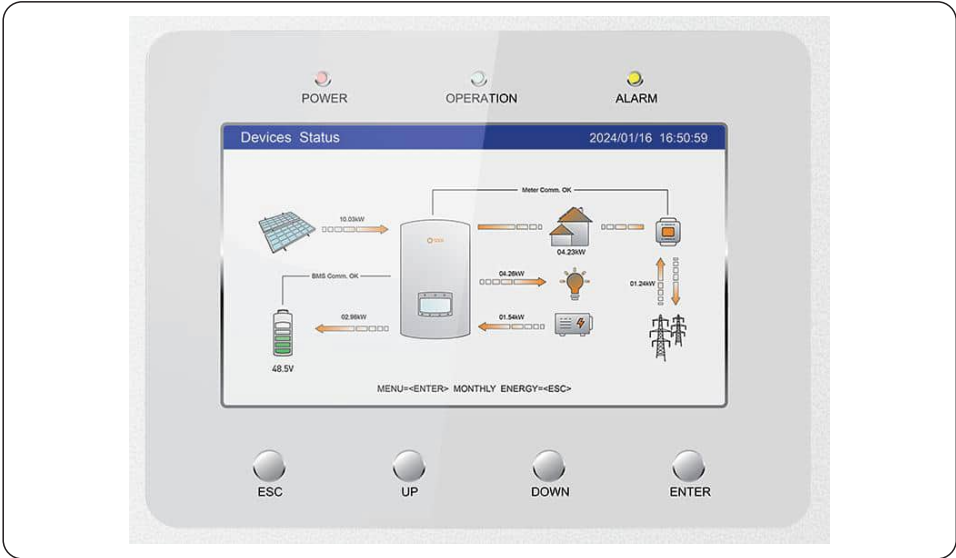 POWER
OPERATION
ALARM
Devices Status 2024/01/16 16:50:59
Meter Comm. OK
10.03kW
04.23kW
BMS Comm. OK
04.26kW
01.24kW
02.98kW
01.54kW
48.5V
MENU=<ENTER> MONTHLY ENERGY=<ESC>
ESC
UP
DOWN
ENTER